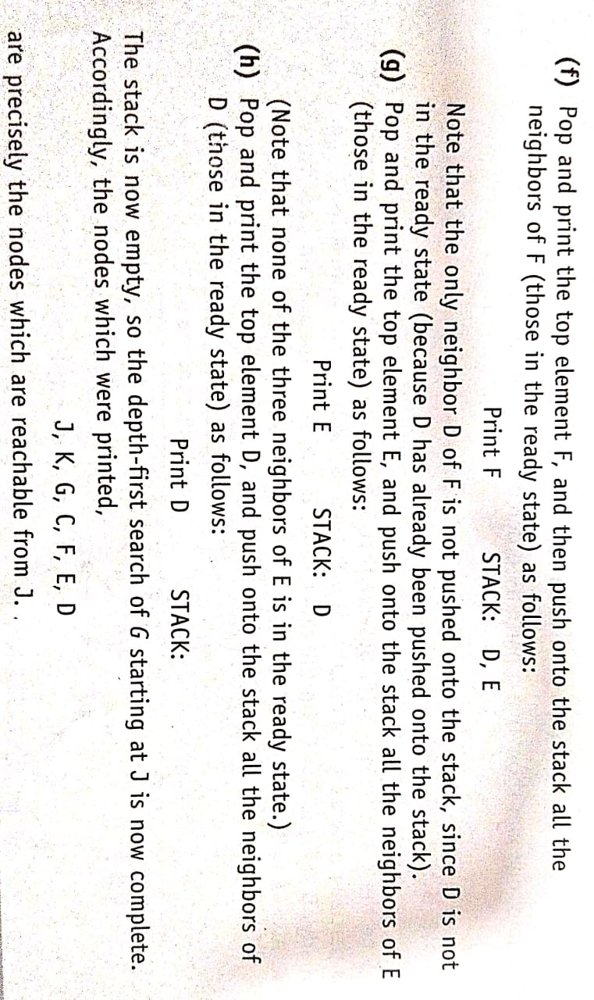 (f) Pop and print the top element F, and then push onto the stack all the
neighbors of F (those in the ready state) as follows:
Print F STACK: D, E
Note that the only neighbor D of F is not pushed onto the stack, since D is not
in the ready state (because D has already been pushed onto the stack).
(g) Pop and print the top element E, and push onto the stack all the neighbors of E
(those in the ready state) as follows:
Print E STACK: D
(Note that none of the three neighbors of E is in the ready state.)
(h) Pop and print the top element D, and push onto the stack all the neighbors of
D (those in the ready state) as follows:
Print D STACK:
The stack is now empty, so the depth-first search of G starting at J is now complete.
Accordingly, the nodes which were printed,
J, K, G, C, F, E, D
are precisely the nodes which are reachable from J.